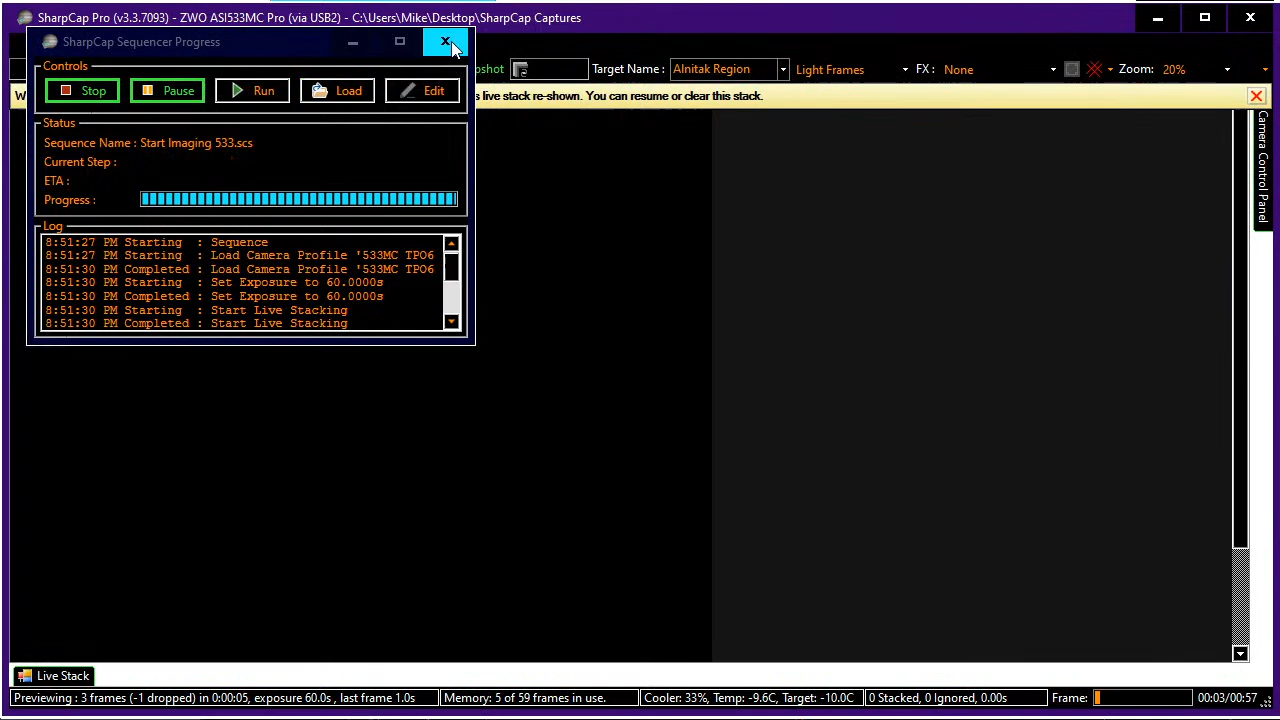 SharpCap Pro (v3.3.7093) - ZWO ASI533MC Pro (via USB2) - C:\Users\Mike\Desktop\SharpCap Captures
SharpCap Sequencer Progress
pshot
Target Name :
Alnitak Region
Light Frames
FX :
None
Zoom:
20%
Controls
Stop
Pause
Run
Load
Edit
W
s live stack re-shown. You can resume or clear this stack.
Status
Sequence Name : Start Imaging 533.scs
Current Step :
ETA :
Progress :
Log
8:51:27 PM Starting : Sequence
8:51:27 PM Starting : Load Camera Profile '533MC TPO6
8:51:30 PM Completed : Load Camera Profile '533MC TPO6
8:51:30 PM Starting : Set Exposure to 60.0000s
8:51:30 PM Completed : Set Exposure to 60.0000s
8:51:30 PM Starting : Start Live Stacking
8:51:30 PM Completed : Start Live Stacking
Camera Control Panel
Live Stack
Previewing : 3 frames (-1 dropped) in 0:00:05, exposure 60.0s, last frame 1.0s
Memory: 5 of 59 frames in use.
Cooler: 33%, Temp: -9.6C, Target: -10.0C
0 Stacked, 0 Ignored, 0.00s
Frame:
00:03/00:57